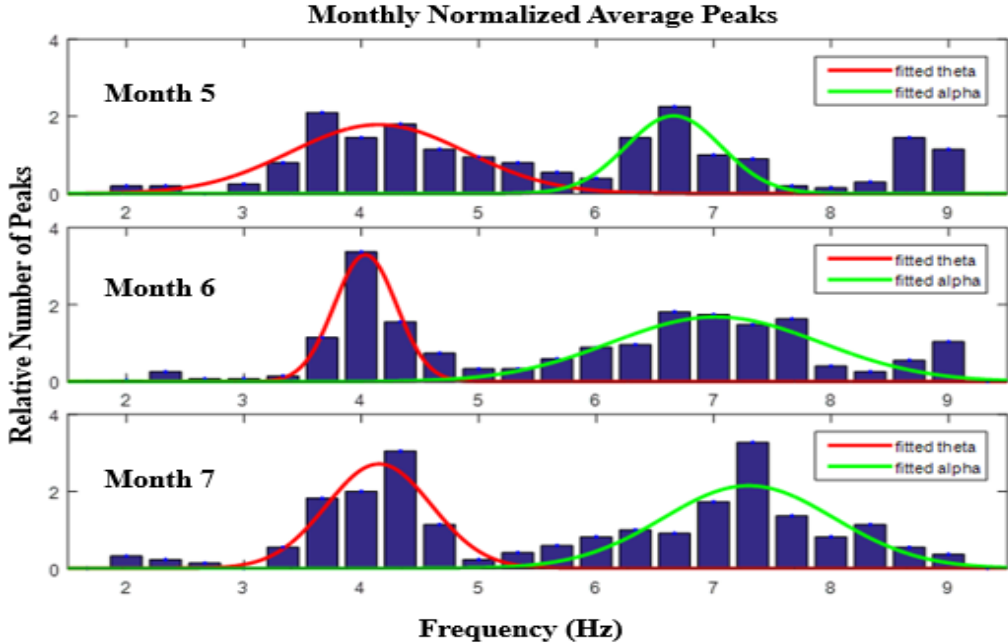 Monthly Normalized Average Peaks
Relative Number of Peaks
4
2
0
Month 5
fitted theta
fitted alpha
2 3 4 5 6 7 8 9
4
2
0
Month 6
fitted theta
fitted alpha
2 3 4 5 6 7 8 9
4
2
0
Month 7
fitted theta
fitted alpha
2 3 4 5 6 7 8 9
Frequency (Hz)